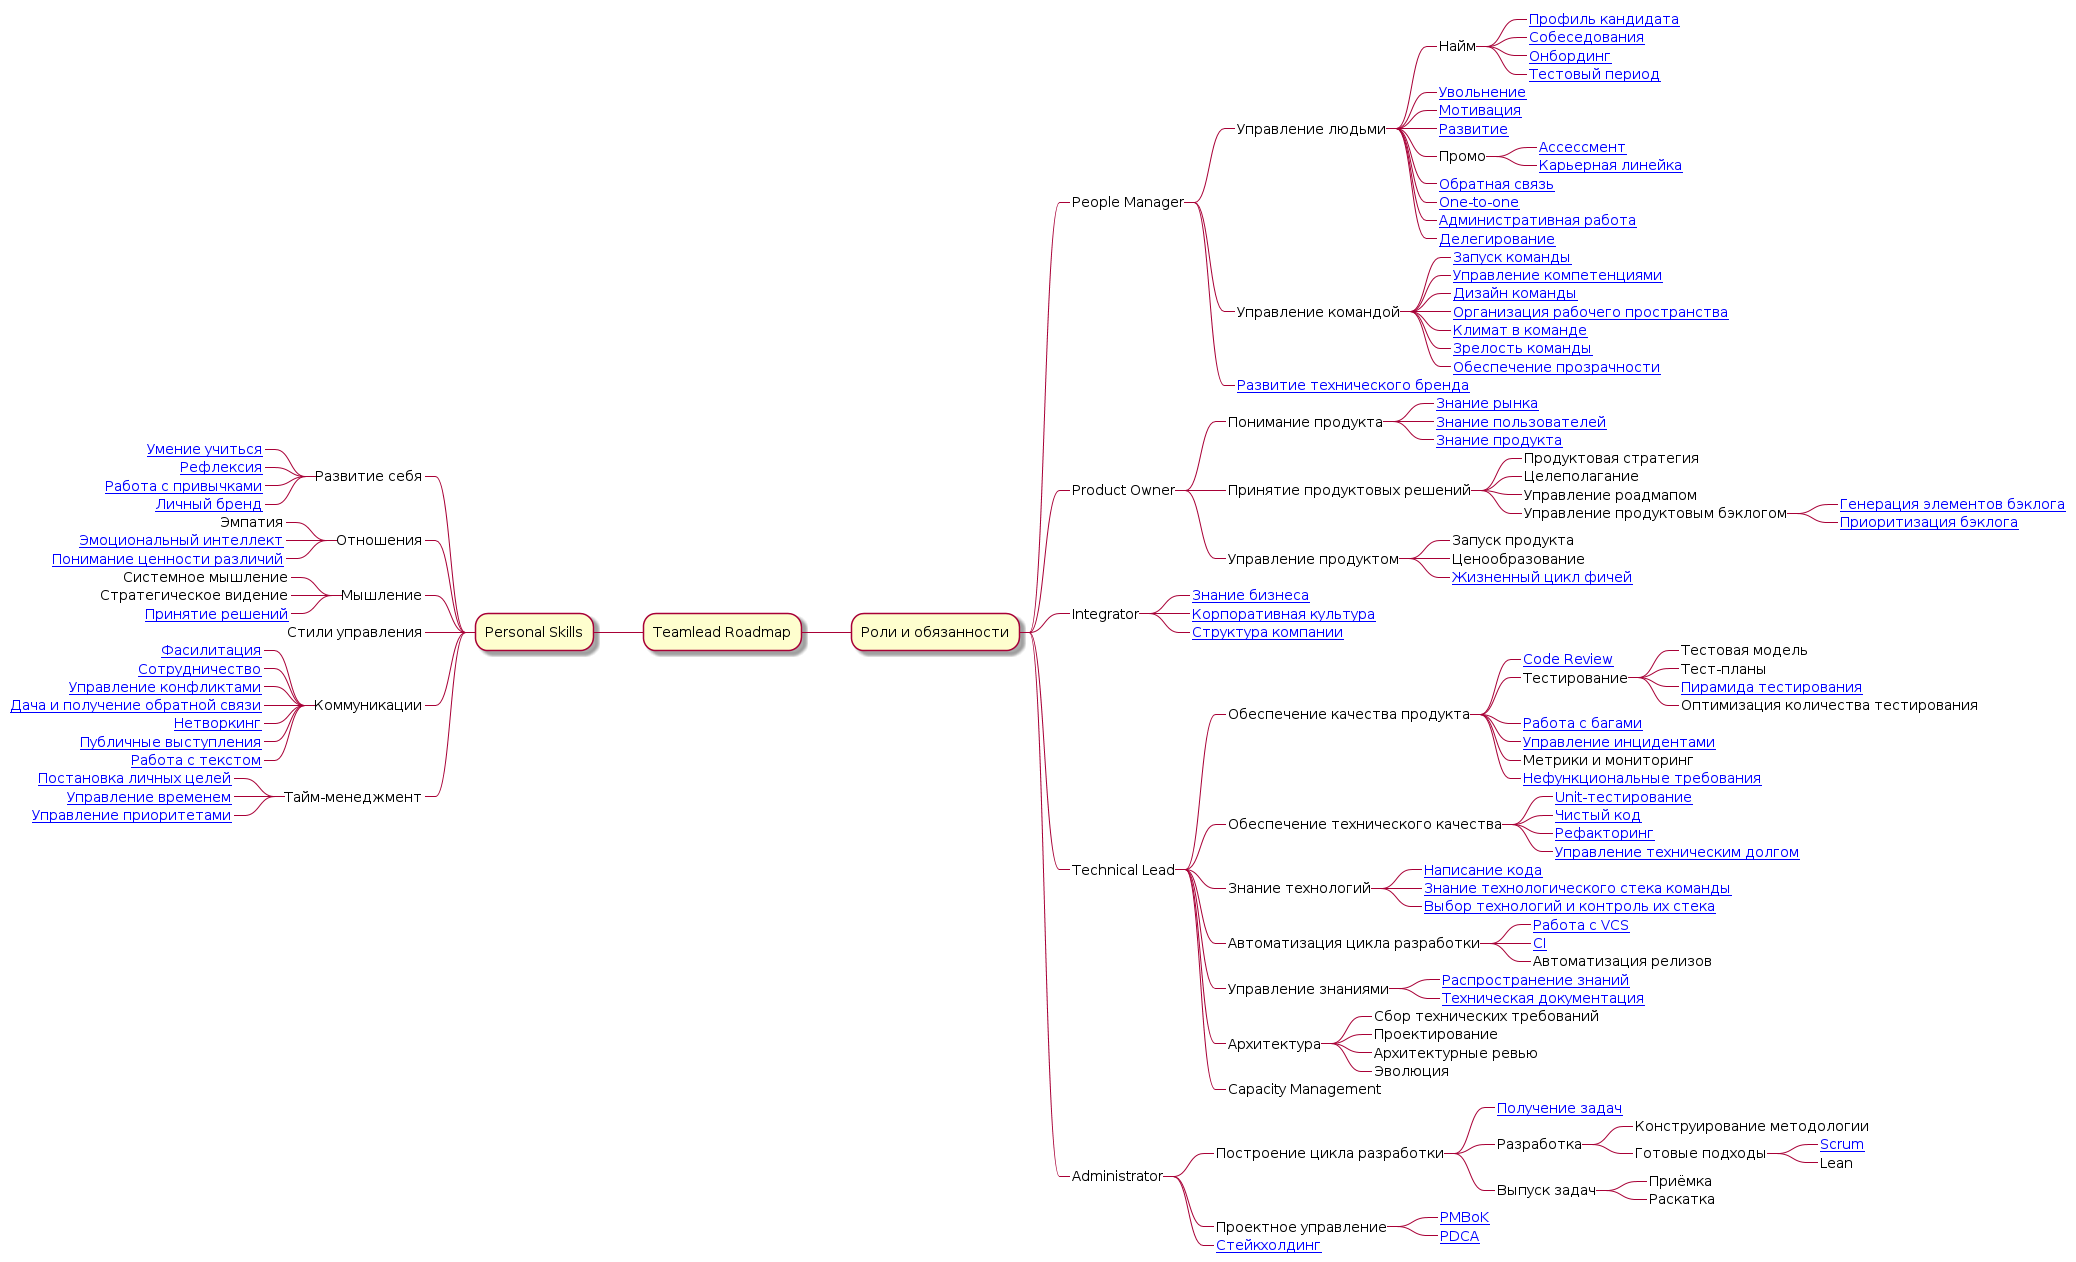 Teamlead Roadmap
Роли и обязанности
People Manager
Управление людьми
Найм
Профиль кандидата
Собеседования
Онбординг
Тестовый период
Увольнение
Мотивация
Развитие
Промо
Ассессмент
Карьерная линейка
Обратная связь
One-to-one
Административная работа
Делегирование
Управление командой
Запуск команды
Управление компетенциями
Дизайн команды
Организация рабочего пространства
Климат в команде
Зрелость команды
Обеспечение прозрачности
Развитие технического бренда
Product Owner
Понимание продукта
Знание рынка
Знание пользователей
Знание продукта
Принятие продуктовых решений
Продуктовая стратегия
Целеполагание
Управление роадмапом
Управление продуктовым бэклогом
Генерация элементов бэклога
Приоритизация бэклога
Управление продуктом
Запуск продукта
Ценообразование
Жизненный цикл фичей
Integrator
Знание бизнеса
Корпоративная культура
Структура компании
Technical Lead
Обеспечение качества продукта
Code Review
Тестирование
Тестовая модель
Тест-планы
Пирамида тестирования
Оптимизация количества тестирования
Работа с багами
Управление инцидентами
Метрики и мониторинг
Нефункциональные требования
Обеспечение технического качества
Unit-тестирование
Чистый код
Рефакторинг
Управление техническим долгом
Знание технологий
Написание кода
Знание технологического стека команды
Выбор технологий и контроль их стека
Автоматизация цикла разработки
Работа с VCS
CI
Автоматизация релизов
Управление знаниями
Распространение знаний
Техническая документация
Архитектура
Сбор технических требований
Проектирование
Архитектурные ревью
Эволюция
Capacity Management
Administrator
Построение цикла разработки
Получение задач
Разработка
Конструирование методологии
Готовые подходы
Scrum
Lean
Выпуск задач
Приёмка
Раскатка
Проектное управление
PMBoK
PDCA
Стейкхолдинг
Personal Skills
Развитие себя
Умение учиться
Рефлексия
Работа с привычками
Личный бренд
Отношения
Эмпатия
Эмоциональный интеллект
Понимание ценности различий
Мышление
Системное мышление
Стратегическое видение
Принятие решений
Стили управления
Коммуникации
Фасилитация
Сотрудничество
Управление конфликтами
Дача и получение обратной связи
Нетворкинг
Публичные выступления
Работа с текстом
Тайм-менеджмент
Постановка личных целей
Управление временем
Управление приоритетами